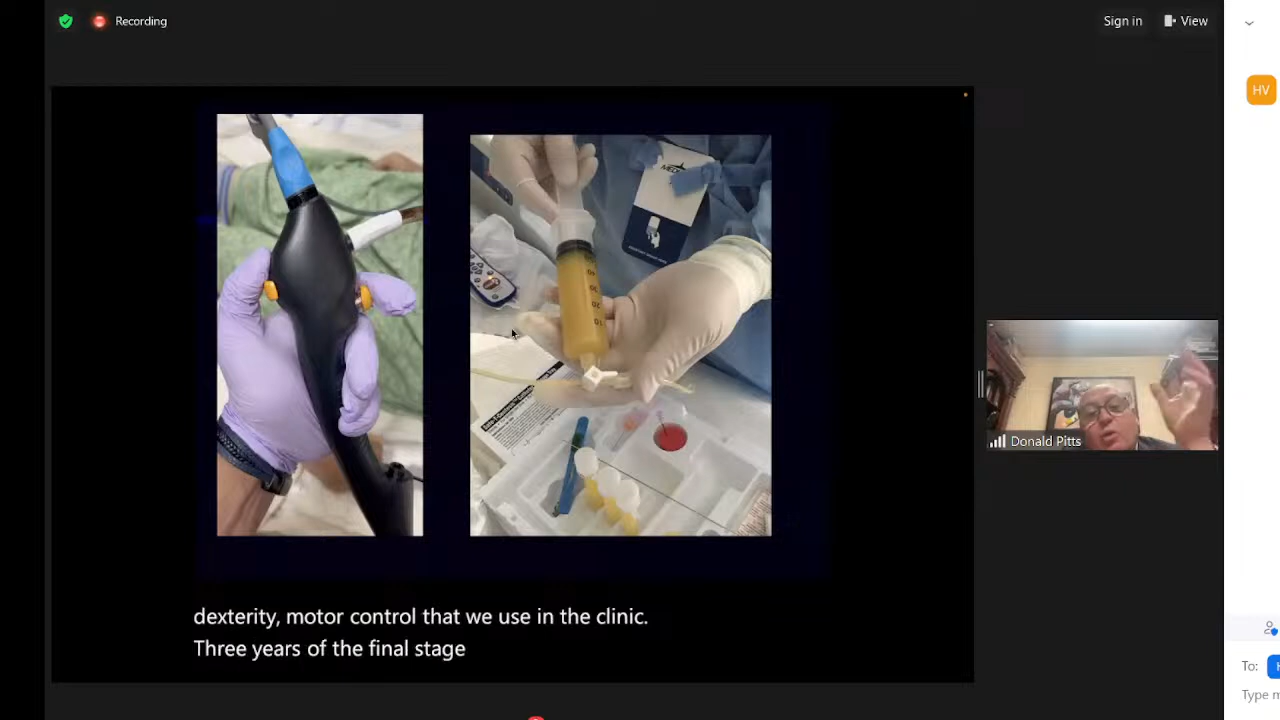 Recording
Sign in
View
HV
dexterity, motor control that we use in the clinic.
Three years of the final stage
Donald Pitts
To:
Type